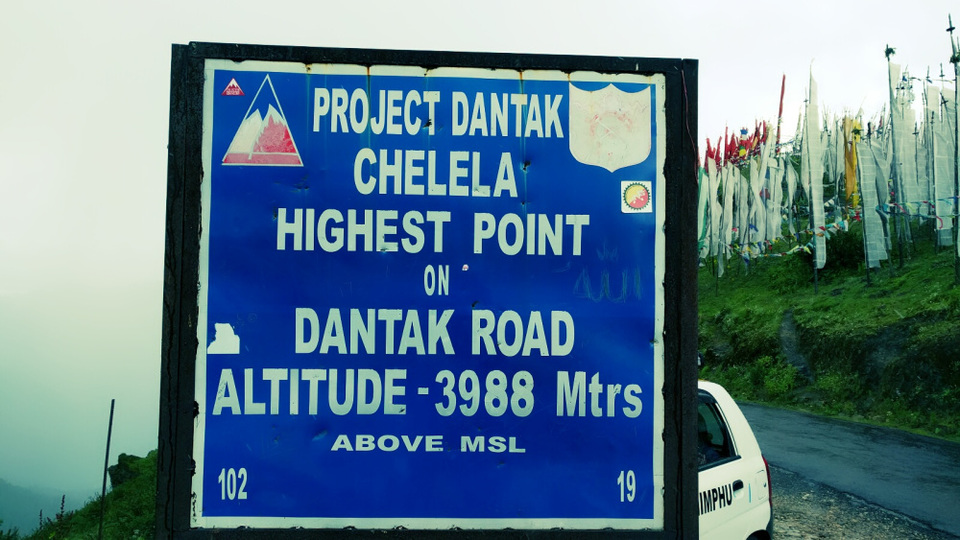 PROJECT DANTAK
CHELELA
HIGHEST POINT
ON
DANTAK ROAD
ALTITUDE - 3988 Mtrs
ABOVE MSL
102
19
IMPHU